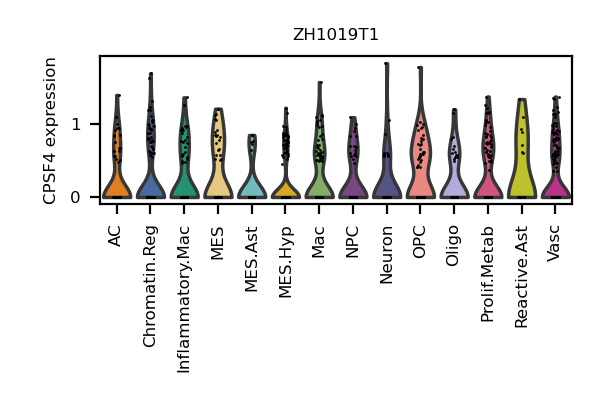 ZH1019T1
CPSF4 expression
1
0
AC
Chromatin.Reg
Inflammatory.Mac
MES
MES.Ast
MES.Hyp
Mac
NPC
Neuron
OPC
Oligo
Prolif.Metab
Reactive.Ast
Vasc